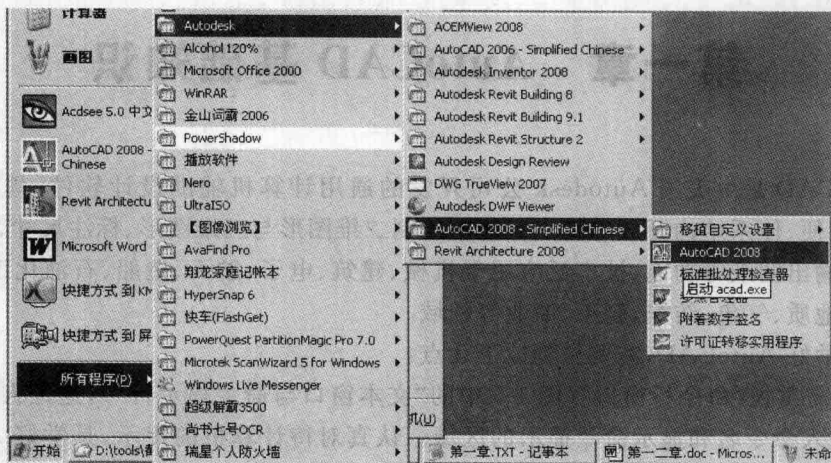 计算器
画图
Acdsee 5.0 中文
AutoCAD 2008 -
Chinese
Revit Architectu
Microsoft Word
快捷方式 到 KM
快捷方式 到 屏
所有程序(P)
Autodesk
Alcohol 120%
Microsoft Office 2000
WinRAR
金山词霸 2006
PowerShadow
播放软件
Nero
UltraISO
【图像浏览】
AvaFind Pro
翔龙家庭记帐本
HyperSnap 6
快车(FlashGet)
PowerQuest PartitionMagic Pro 7.0
Microtek ScanWizard 5 for Windows
Windows Live Messenger
超级解霸3500
尚书七号OCR
瑞星个人防火墙
ACEMView 2008
AutoCAD 2006 - Simplified Chinese
Autodesk Inventor 2008
Autodesk Revit Building 8
Autodesk Revit Building 9.1
Autodesk Revit Structure 2
Autodesk Design Review
DWG TrueView 2007
Autodesk DWF Viewer
AutoCAD 2008 - Simplified Chinese
Revit Architecture 2008
移植自定义设置
AutoCAD 2008
标准批处理检查器
启动 acad.exe
附着数字签名
许可证转移实用程序
开始
D:\tools\
第一章.TXT - 记事本
第一二章.doc - Micros...
未命